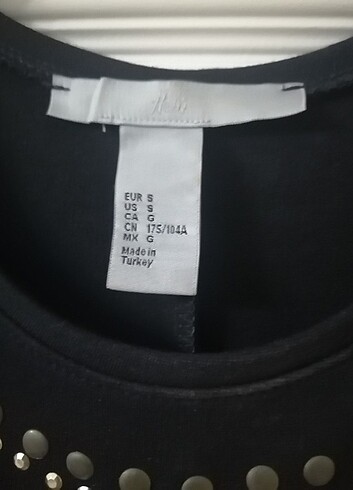 EUR S
US S
CA G
CN 175/104A
MX G
Made in
Turkey